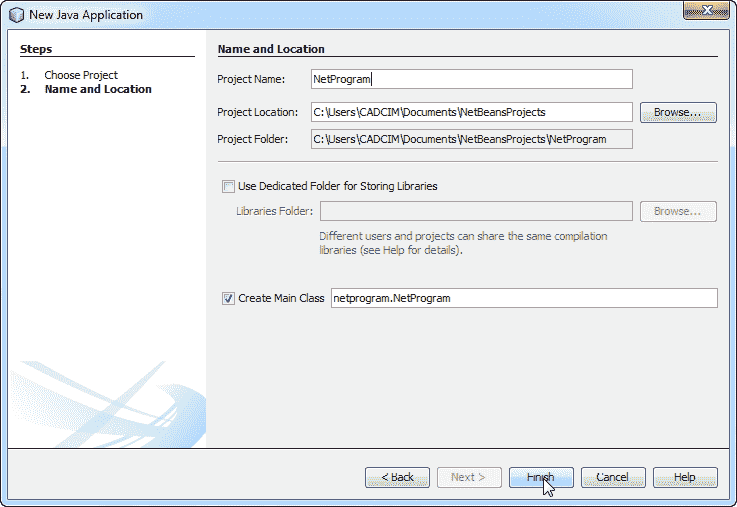 New Java Application
Steps
1. Choose Project
2. Name and Location
Name and Location
Project Name: NetProgram
Project Location: C:\Users\CADCIM\Documents\NetBeansProjects Browse...
Project Folder: C:\Users\CADCIM\Documents\NetBeansProjects\NetProgram
Use Dedicated Folder for Storing Libraries
Libraries Folder: Browse...
Different users and projects can share the same compilation
libraries (see Help for details).
Create Main Class netprogram.NetProgram
< Back Next > Finish Cancel Help